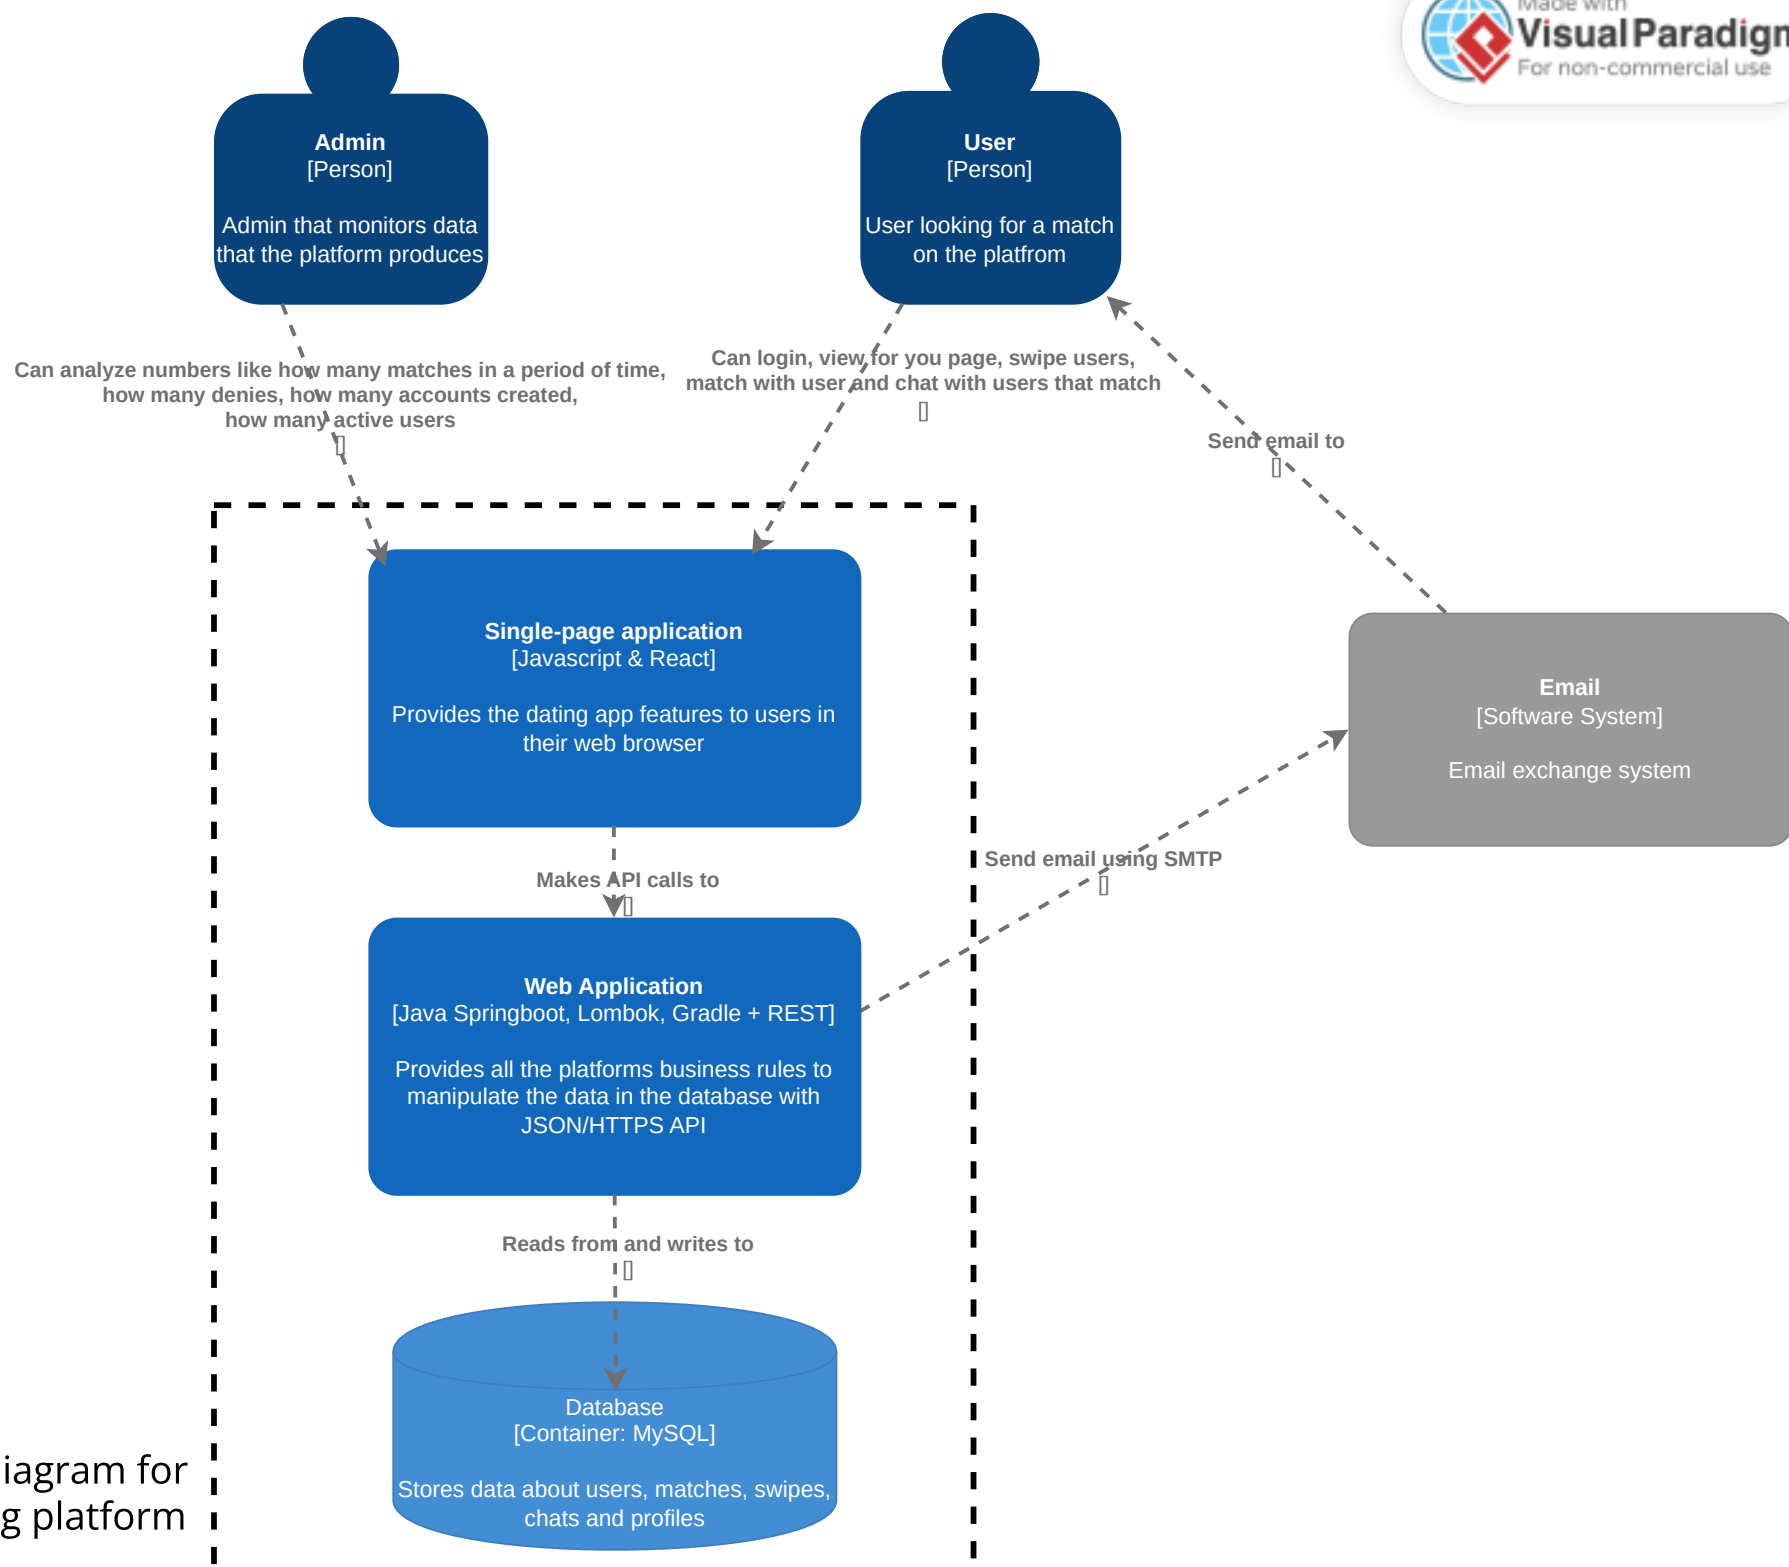 Made with
Visual Paradigm
For non-commercial use
Admin
[Person]
Admin that monitors data
that the platform produces
User
[Person]
User looking for a match
on the platfrom
Can analyze numbers like how many matches in a period of time,
how many denies, how many accounts created,
how many active users
[]
Can login, view for you page, swipe users,
match with user and chat with users that match
[]
Send email to
[]
Single-page application
[Javascript & React]
Provides the dating app features to users in
their web browser
Email
[Software System]
Email exchange system
Makes API calls to
[]
Send email using SMTP
[]
Web Application
[Java Springboot, Lombok, Gradle + REST]
Provides all the platforms business rules to
manipulate the data in the database with
JSON/HTTPS API
Reads from and writes to
[]
Database
[Container: MySQL]
Stores data about users, matches, swipes,
chats and profiles
iagram for
g platform